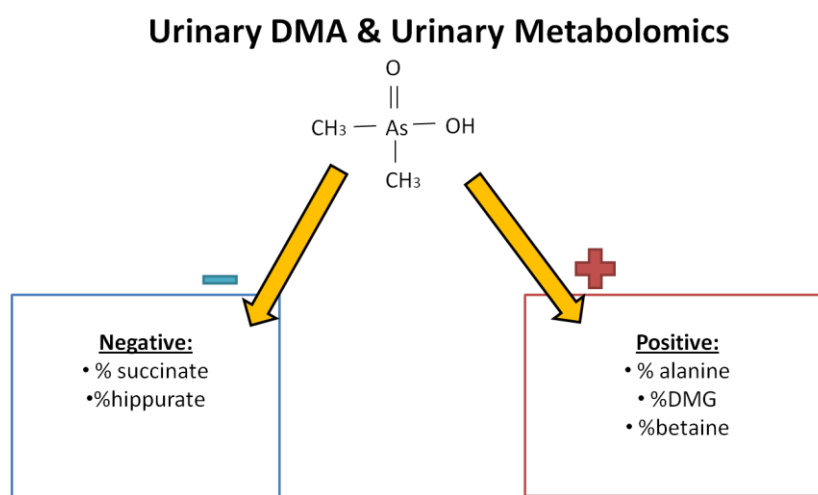 Urinary DMA & Urinary Metabolomics
O
CH₃ — As — OH
CH₃
Negative:
• % succinate
•%hippurate
Positive:
• % alanine
• %DMG
• %betaine